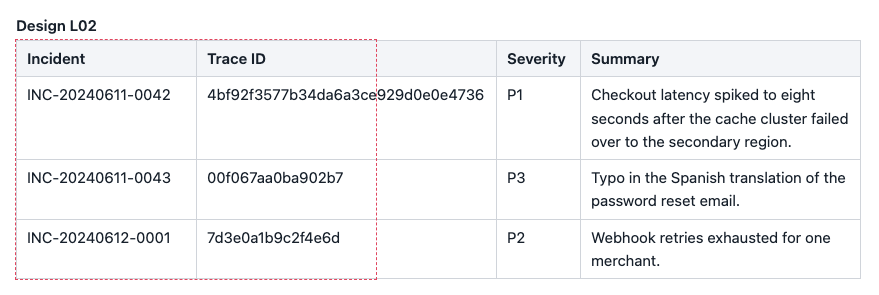 Design L02
Incident Trace ID Severity Summary
INC-20240611-0042 4bf92f3577b34da6a3ce929d0e0e4736 P1 Checkout latency spiked to eight
seconds after the cache cluster failed
over to the secondary region.
INC-20240611-0043 00f067aa0ba902b7 P3 Typo in the Spanish translation of the
password reset email.
INC-20240612-0001 7d3e0a1b9c2f4e6d P2 Webhook retries exhausted for one
merchant.